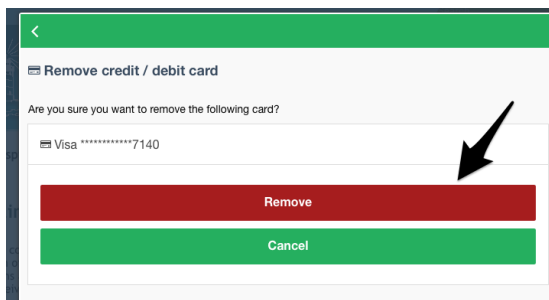 Remove credit / debit card
Are you sure you want to remove the following card?
Visa ************7140
Remove
Cancel